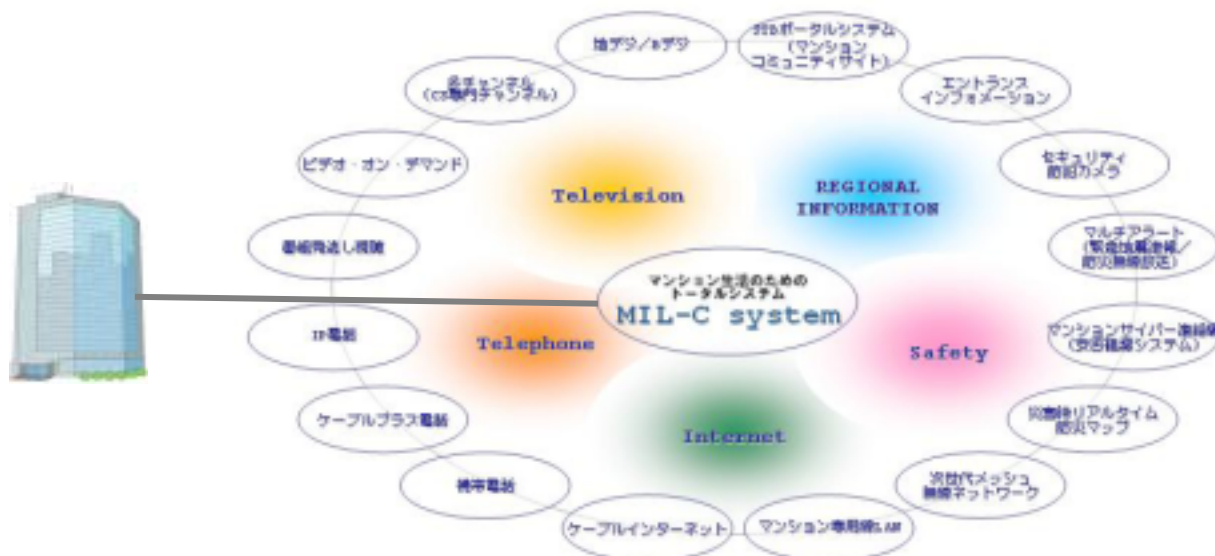 地デジ/Bデジ
ポータルシステム
(マンション
コミュニティサイト)
多チャンネル
(CS専門チャンネル)
エントランス
インフォメーション
ビデオ・オン・デマンド
セキュリティ
防犯カメラ
Television
REGIONAL
INFORMATION
番組見逃し視聴
マルチアラート
(緊急地震速報/
防災無線放送)
マンション生活のための
トータルシステム
MIL-C system
IP電話
Telephone
Safety
マンションサイバー連絡網
(安否確認システム)
ケーブルプラス電話
災害時リアルタイム
防災マップ
Internet
携帯電話
次世代メッシュ
無線ネットワーク
ケーブルインターネット
マンション専用線LAN